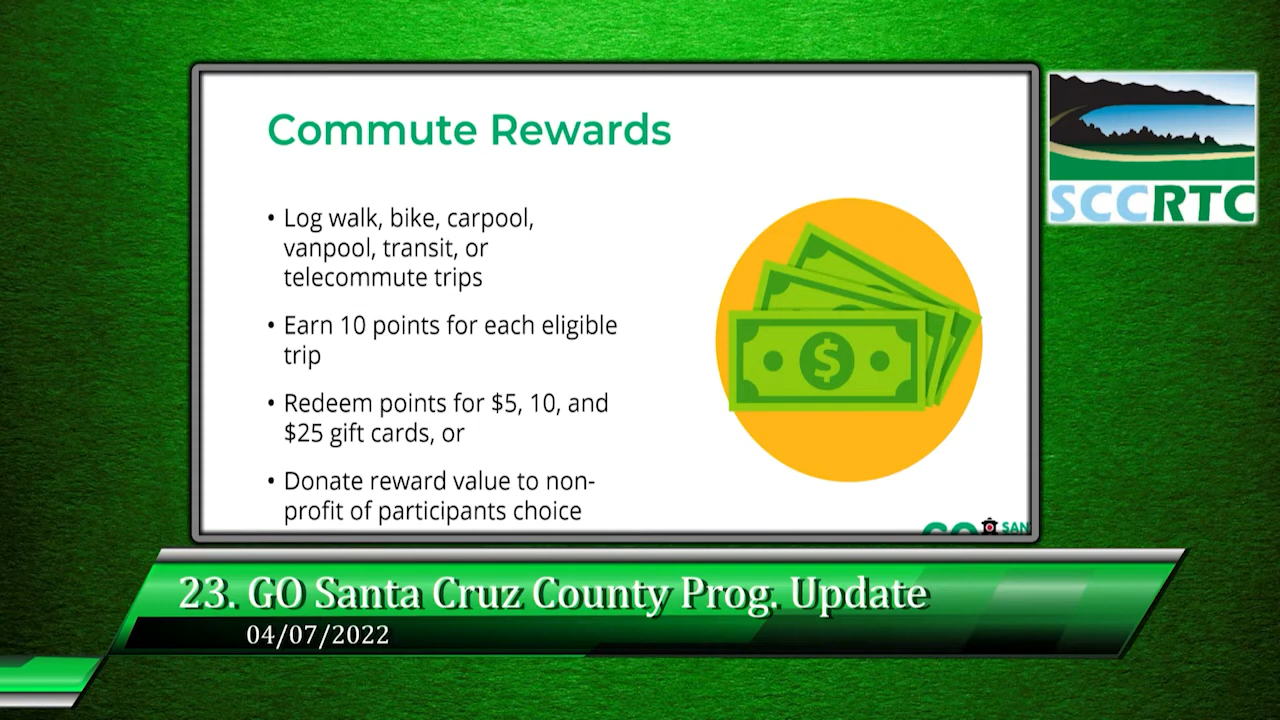 Commute Rewards
• Log walk, bike, carpool,
vanpool, transit, or
telecommute trips
• Earn 10 points for each eligible
trip
• Redeem points for $5, 10, and
$25 gift cards, or
• Donate reward value to non-
profit of participants choice
$
GO SAN
SCCRTC
23. GO Santa Cruz County Prog. Update
04/07/2022